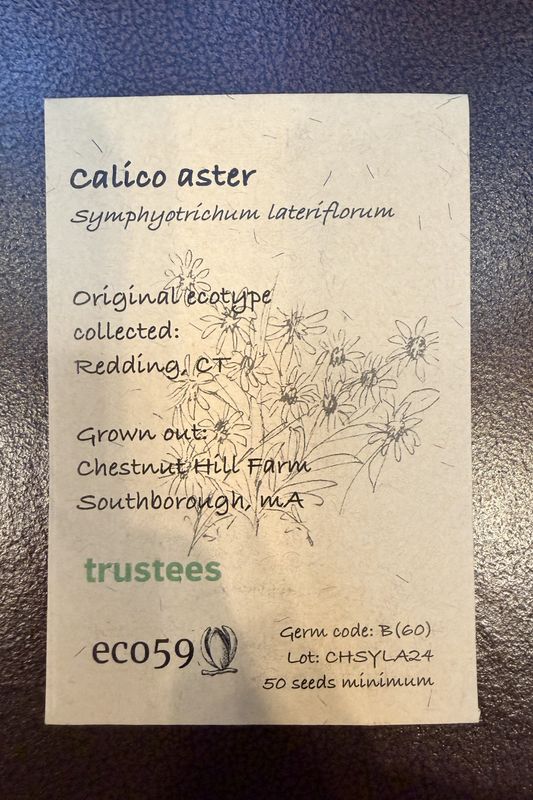 Calico aster
Symphyotrichum lateriflorum
Original ecotype
collected:
Redding, CT
Grown out:
Chestnut Hill Farm
Southborough, mA
trustees
eco59
Germ code: B(60)
Lot: CHSYLA24
50 seeds minimum